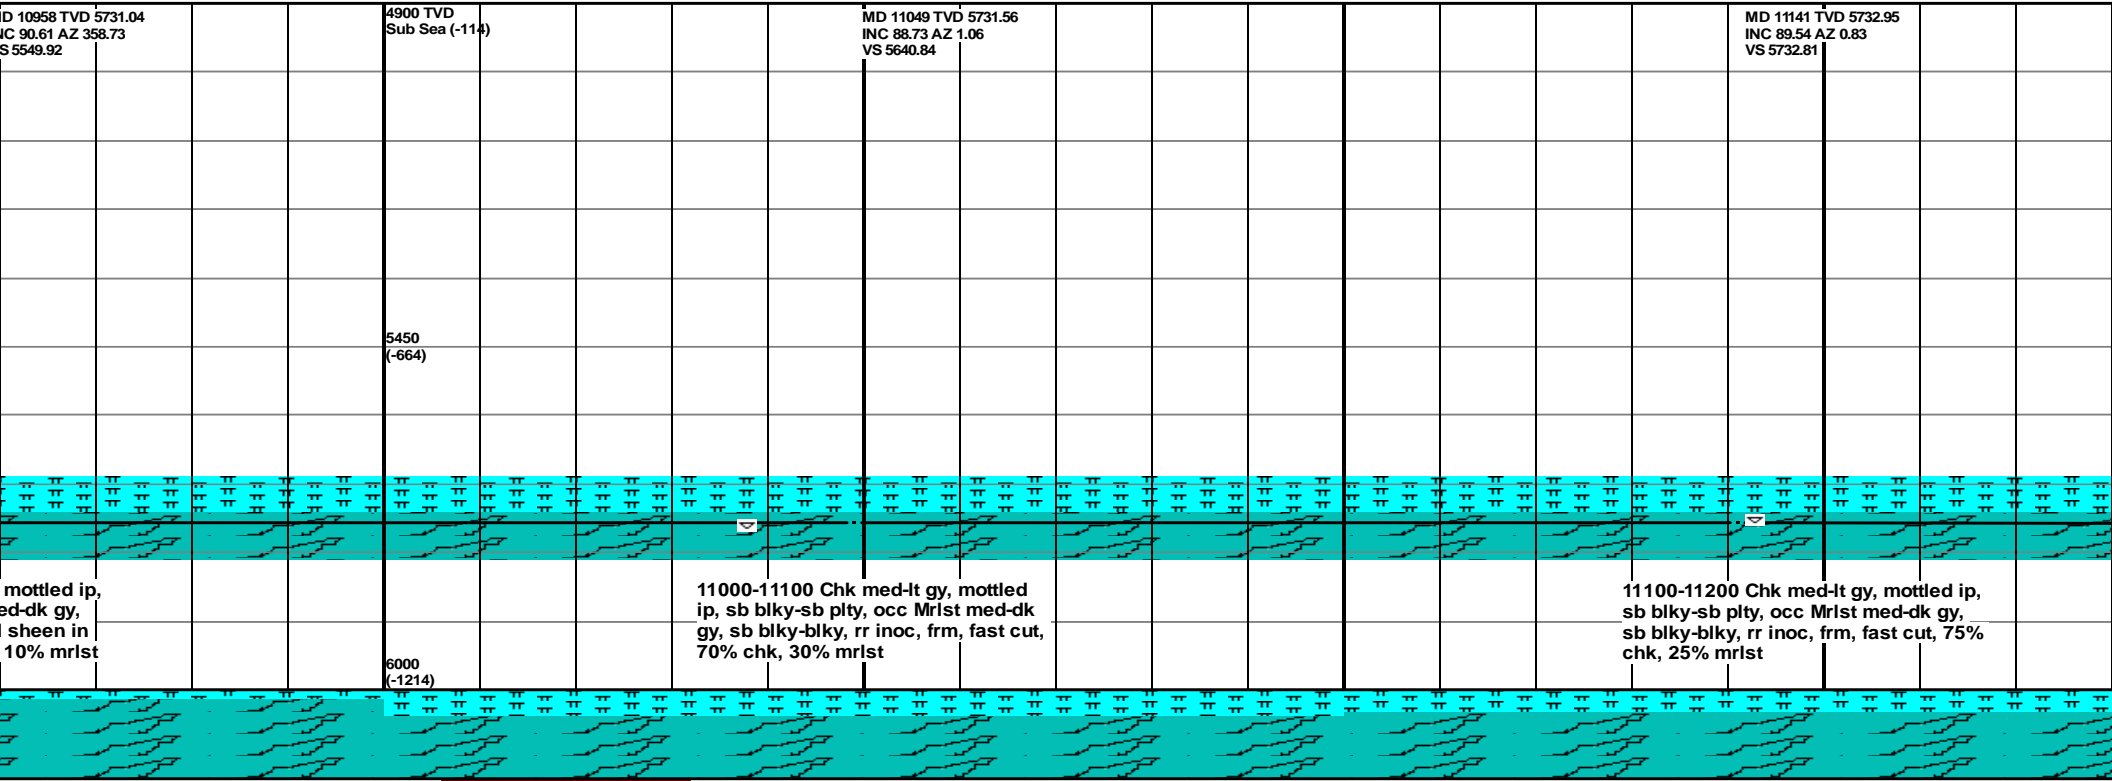 D 10958 TVD 5731.04
NC 90.61 AZ 358.73
S 5549.92
4900 TVD
Sub Sea (-114)
MD 11049 TVD 5731.56
INC 88.73 AZ 1.06
VS 5640.84
MD 11141 TVD 5732.95
INC 89.54 AZ 0.83
VS 5732.81
5450
(-664)
mottled ip,
ed-dk gy,
sheen in
10% mrlst
11000-11100 Chk med-lt gy, mottled
ip, sb blky-sb plty, occ Mrlst med-dk
gy, sb blky-blky, rr inoc, frm, fast cut,
70% chk, 30% mrlst
11100-11200 Chk med-lt gy, mottled ip,
sb blky-sb plty, occ Mrlst med-dk gy,
sb blky-blky, rr inoc, frm, fast cut, 75%
chk, 25% mrlst
6000
(-1214)